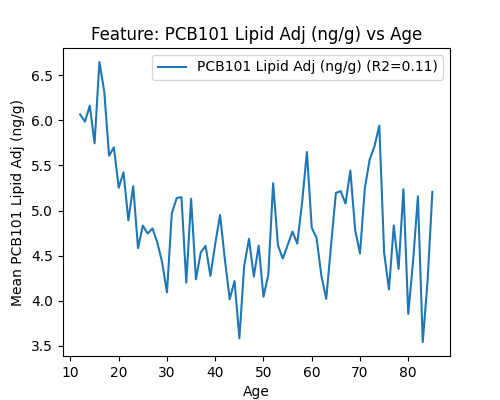 Feature: PCB101 Lipid Adj (ng/g) vs Age
PCB101 Lipid Adj (ng/g) (R2=0.11)
Mean PCB101 Lipid Adj (ng/g)
6.5
6.0
5.5
5.0
4.5
4.0
3.5
10 20 30 40 50 60 70 80
Age